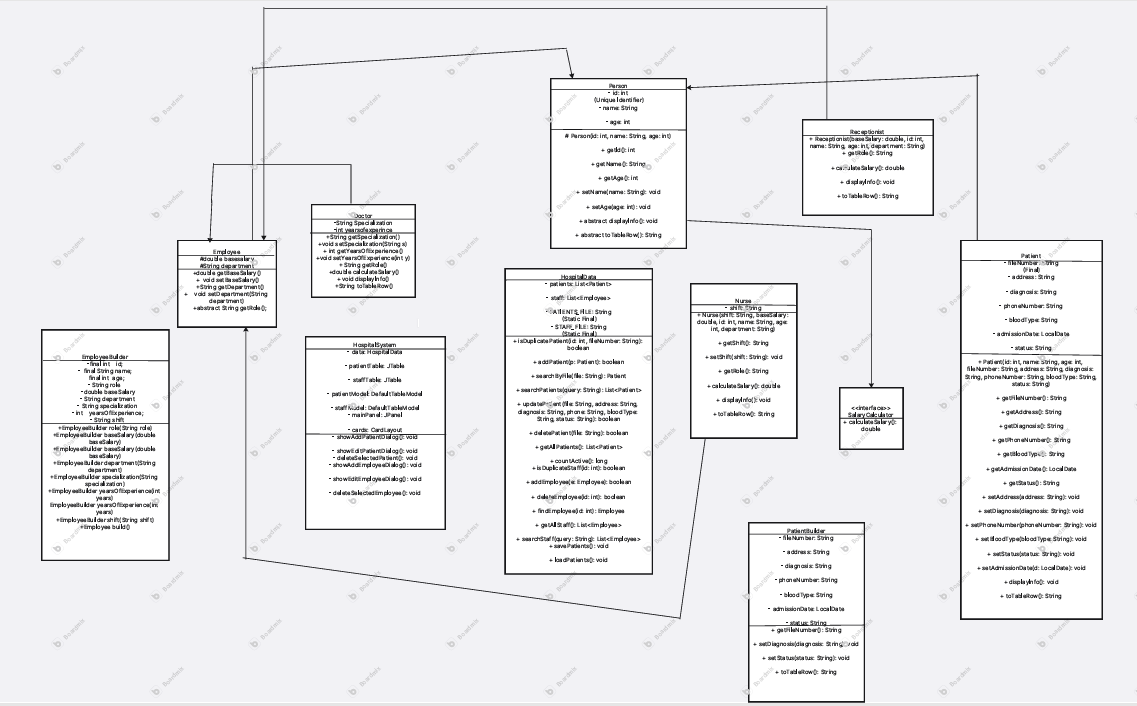 Person
- id: int
(Unique Identifier)
- name: String
- age: int
# Person(id: int, name: String, age: int)
+ getId(): int
+ getName(): String
+ getAge(): int
+ setName(name: String): void
+ setAge(age: int): void
+ abstract displayInfo(): void
+ abstract toTableRow(): String
Receptionist
+ Receptionist(baseSalary: double, id: int,
name: String, age: int, department: String)
+ getRole(): String
+ calculateSalary(): double
+ displayInfo(): void
+ toTableRow(): String
Doctor
-String Specialization
-int yearsofexperince
+String getSpecialization()
+void setSpecialization(String s)
+ int getYearsOfExperience()
+void setYearsOfExperience(int y)
+ String getRole()
+double calculateSalary()
+ void displayInfo()
+ String toTableRow()
Employee
#double basesalary
#String department
+double getBaseSalary()
+ void setBaseSalary()
+String getDepartment()
+ void setDepartment(String
department)
+abstract String getRole();
EmployeeBuilder
- final int id;
- final String name;
final int age;
- String role
- double baseSalary
- String department
- String specialization
- int yearsOfExperience;
- String shift
+EmployeeBuilder role(String role)
+EmployeeBuilder baseSalary(double
baseSalary)
+EmployeeBuilder baseSalary(double
baseSalary)
+EmployeeBuilder department(String
department)
+EmployeeBuilder specialization(String
specialization)
+EmployeeBuilder yearsOfExperience(int
years)
EmployeeBuilder yearsOfExperience(int
years)
+EmployeeBuilder shift(String shift)
+Employee build()
HospitalSystem
- data: HospitalData
- patientTable: JTable
- staffTable: JTable
- patientModel: DefaultTableModel
- staffModel: DefaultTableModel
- mainPanel: JPanel
- cards: CardLayout
- showAddPatientDialog(): void
- showEditPatientDialog(): void
- deleteSelectedPatient(): void
- showAddEmployeeDialog(): void
- showEditEmployeeDialog(): void
- deleteSelectedEmployee(): void
HospitalData
- patients: List<Patient>
- staff: List<Employee>
- PATIENTS_FILE: String
(Static Final)
- STAFF_FILE: String
(Static Final)
+ isDuplicatePatient(id: int, fileNumber: String):
boolean
+ addPatient(p: Patient): boolean
+ searchByFile(file: String): Patient
+ searchPatients(query: String): List<Patient>
+ updatePatient(file: String, address: String,
diagnosis: String, phone: String, bloodType:
String, status: String): boolean
+ deletePatient(file: String): boolean
+ getAllPatients(): List<Patient>
+ countActive(): long
+ isDuplicateStaff(id: int): boolean
+ addEmployee(e: Employee): boolean
+ deleteEmployee(id: int): boolean
+ findEmployee(id: int): Employee
+ getAllStaff(): List<Employee>
+ searchStaff(query: String): List<Employee>
+ savePatients(): void
+ loadPatients(): void
Nurse
- shift: String
+ Nurse(shift: String, baseSalary:
double, id: int, name: String, age:
int, department: String)
+ getShift(): String
+ setShift(shift: String): void
+ getRole(): String
+ calculateSalary(): double
+ displayInfo(): void
+ toTableRow(): String
<<interface>>
SalaryCalculator
+ calculateSalary():
double
PatientBuilder
- fileNumber: String
- address: String
- diagnosis: String
- phoneNumber: String
- bloodType: String
- admissionDate: LocalDate
- status: String
+ getFileNumber(): String
+ setDiagnosis(diagnosis: String): void
+ setStatus(status: String): void
+ toTableRow(): String
Patient
- fileNumber: String
(Final)
- address: String
- diagnosis: String
- phoneNumber: String
- bloodType: String
- admissionDate: LocalDate
- status: String
+ Patient(id: int, name: String, age: int,
fileNumber: String, address: String, diagnosis:
String, phoneNumber: String, bloodType: String,
status: String)
+ getFileNumber(): String
+ getAddress(): String
+ getDiagnosis(): String
+ getPhoneNumber(): String
+ getBloodType(): String
+ getAdmissionDate(): LocalDate
+ getStatus(): String
+ setAddress(address: String): void
+ setDiagnosis(diagnosis: String): void
+ setPhoneNumber(phoneNumber: String): void
+ setBloodType(bloodType: String): void
+ setStatus(status: String): void
+ setAdmissionDate(d: LocalDate): void
+ displayInfo(): void
+ toTableRow(): String
Boardmix